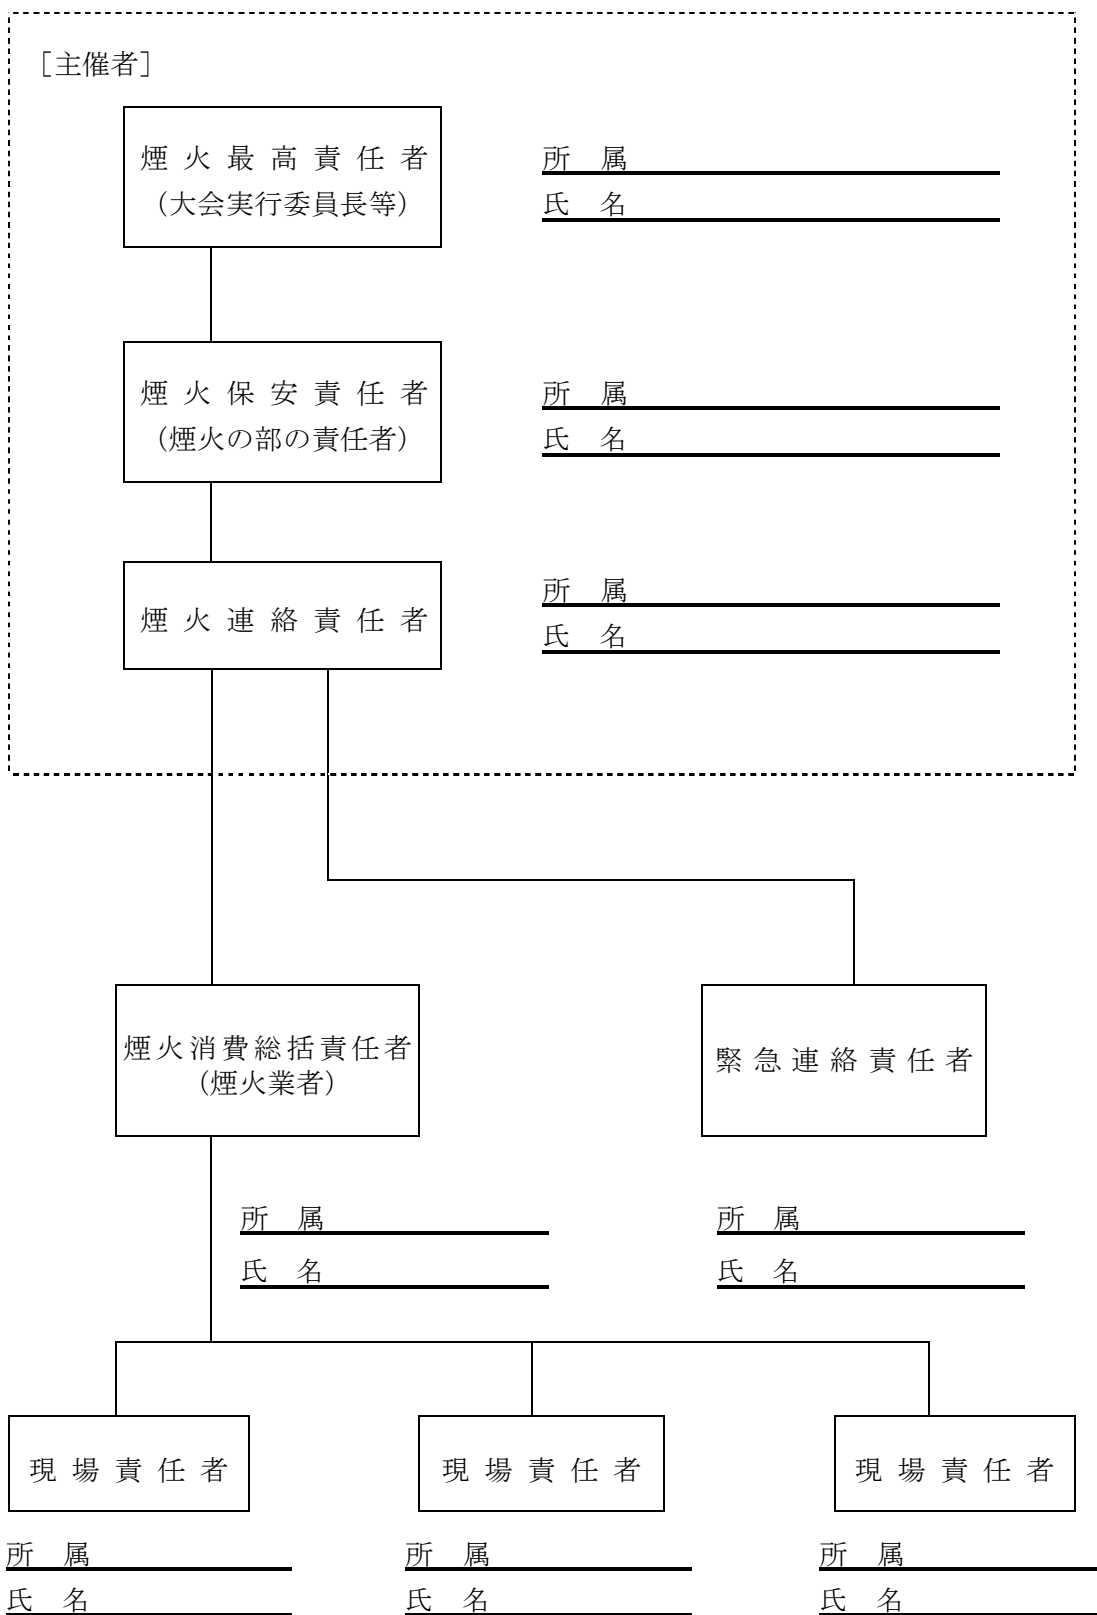 ［主催者］
煙火最高責任者
（大会実行委員長等）
所　属
氏　名
煙火保安責任者
（煙火の部の責任者）
所　属
氏　名
煙火連絡責任者
所　属
氏　名
煙火消費総括責任者
（煙火業者）
緊急連絡責任者
所　属
氏　名
所　属
氏　名
現場責任者
現場責任者
現場責任者
所　属
氏　名
所　属
氏　名
所　属
氏　名